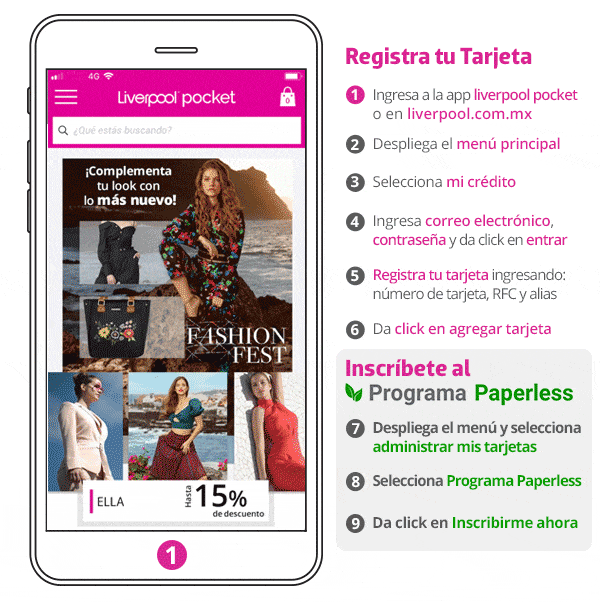 4G
Liverpool pocket
0
¿Qué estás buscando?
¡Complementa
tu look con
lo más nuevo!
FASHION
FEST
ELLA
Hasta
15%
de descuento
1
Registra tu Tarjeta
1 Ingresa a la app liverpool pocket
o en liverpool.com.mx
2 Despliega el menú principal
3 Selecciona mi crédito
4 Ingresa correo electrónico,
contraseña y da click en entrar
5 Registra tu tarjeta ingresando:
número de tarjeta, RFC y alias
6 Da click en agregar tarjeta
Inscríbete al
Programa Paperless
7 Despliega el menú y selecciona
administrar mis tarjetas
8 Selecciona Programa Paperless
9 Da click en Inscribirme ahora